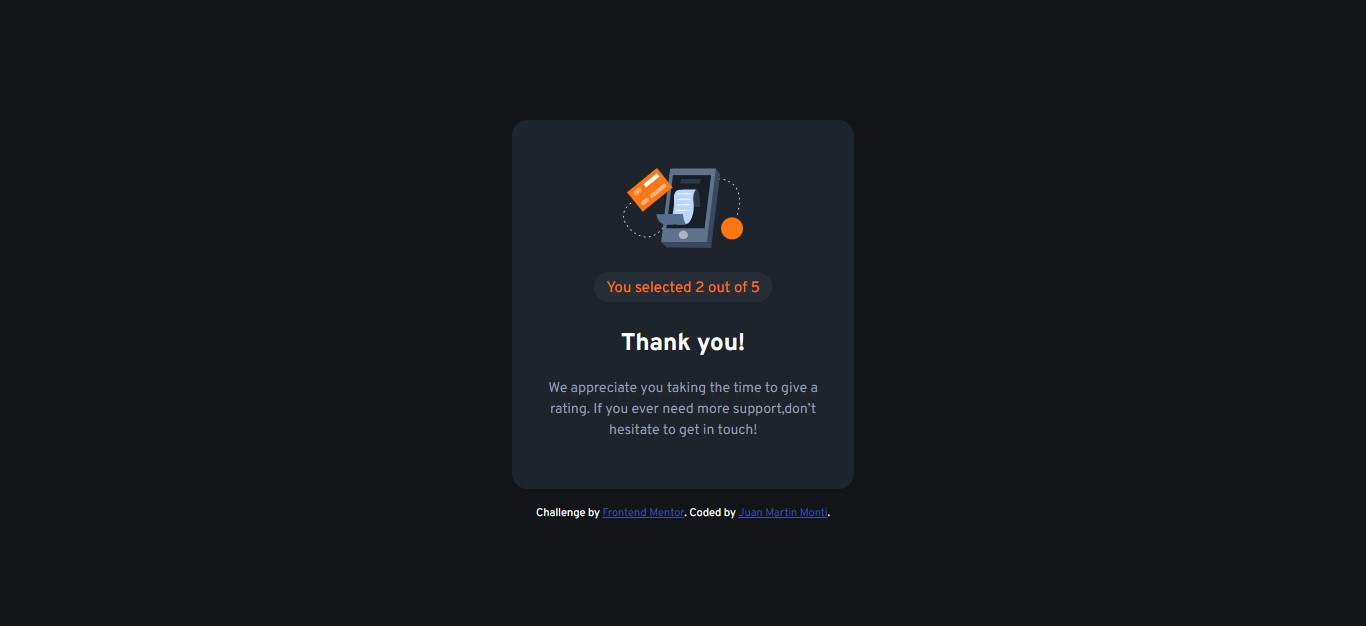 You selected 2 out of 5
Thank you!
We appreciate you taking the time to give a
rating. If you ever need more support,don't
hesitate to get in touch!
Challenge by Frontend Mentor. Coded by Juan Martin Monti.